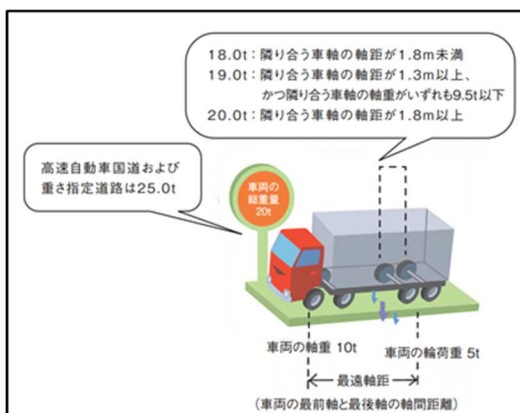 18.0t：隣り合う車軸の軸距が1.8m未満
19.0t：隣り合う車軸の軸距が1.3m以上、
かつ隣り合う車軸の軸重がいずれも9.5t以下
20.0t：隣り合う車軸の軸距が1.8m以上
高速自動車国道および
重さ指定道路は25.0t
車両の
総重量
20t
車両の軸重 10t
車両の輪荷重 5t
最遠軸距
(車両の最前軸と最後軸の軸間距離)